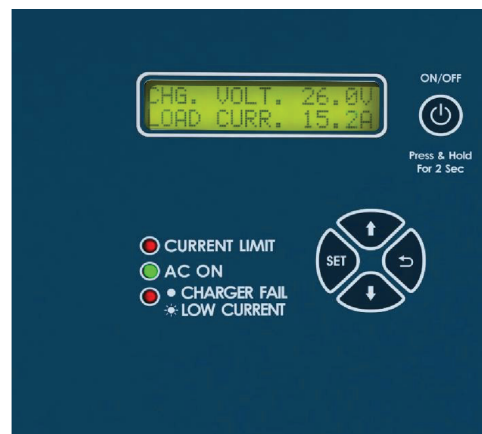 CHG. VOLT. 26.0V
LOAD CURR. 15.2A
ON/OFF
Press & Hold
For 2 Sec
CURRENT LIMIT
AC ON
CHARGER FAIL
LOW CURRENT
SET